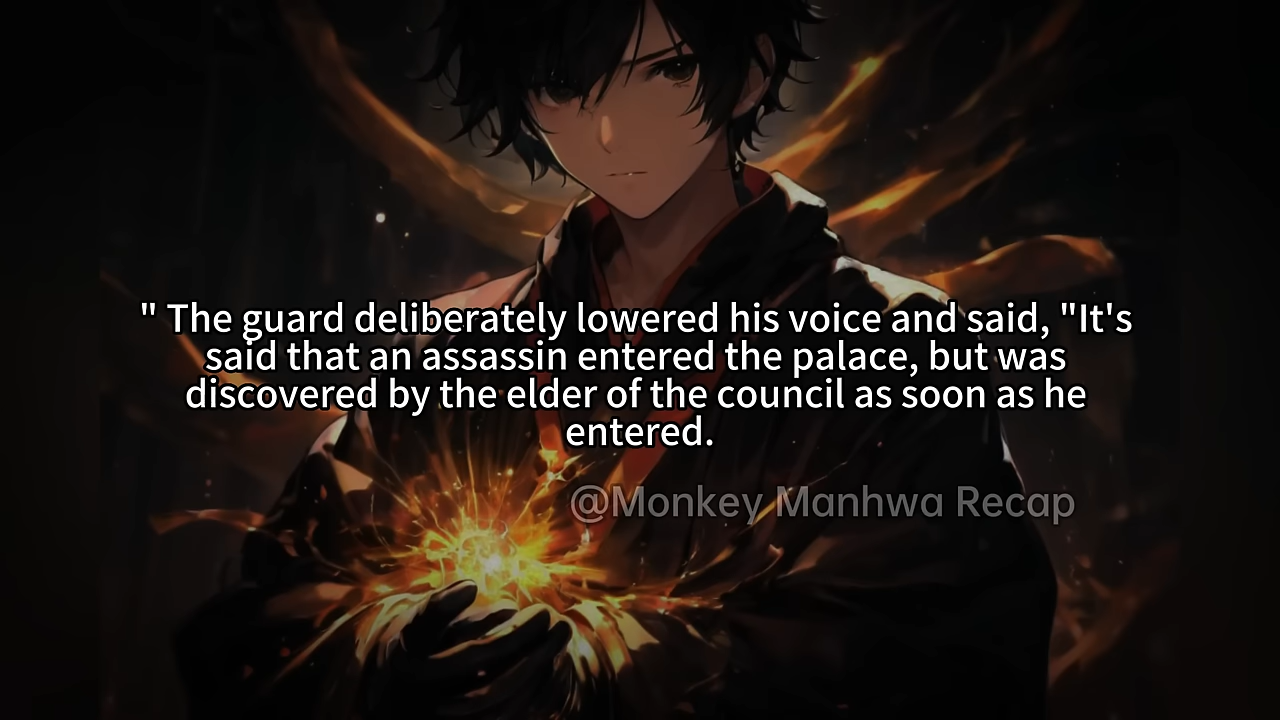 " The guard deliberately lowered his voice and said, "It's
said that an assassin entered the palace, but was
discovered by the elder of the council as soon as he
entered.
@Monkey Manhwa Recap